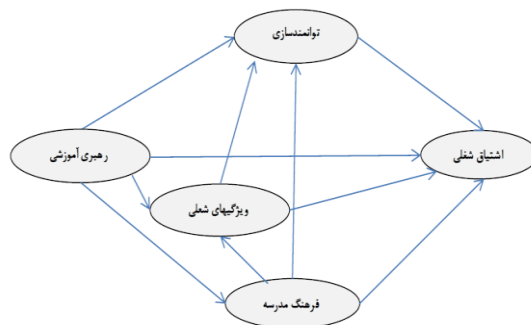 توانمندسازی
رهبری آموزشی
اشتیاق شغلی
ویژگیهای شغلی
فرهنگ مدرسه